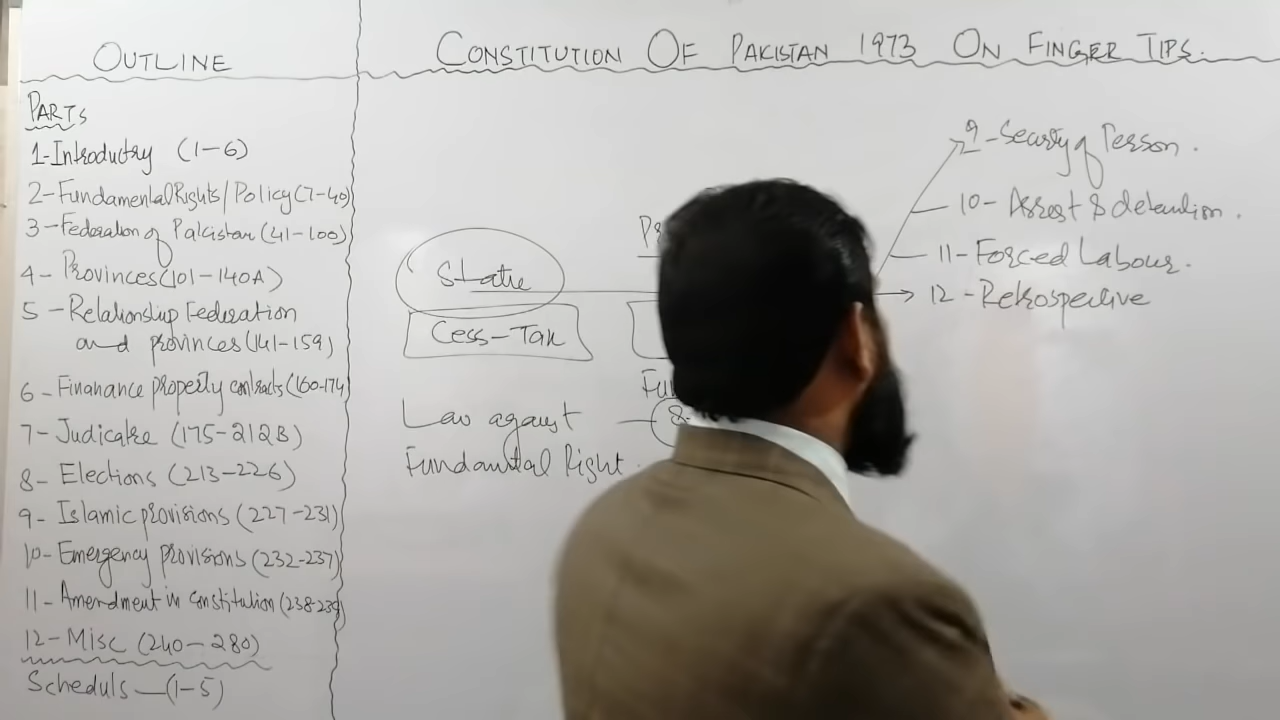 OUTLINE
CONSTITUTION OF PAKISTAN 1973 ON FINGER TIPS.
PARTS
1-Introductry (1-6)
2-Fundamental Rights/Policy (7-40)
3-Federation of Pakistan (41-100)
4-Provinces (101-140A)
5-Relationship Federation
and provinces (141-159)
6-Finanance property contracts (160-174
7-Judicatre (175-212B)
8-Elections (213-226)
9-Islamic provisions (227-231)
10-Emergency provisions (232-237)
11-Amendment in constitution (238-239)
12-Misc (240-280)
Scheduls-(1-5)
State
Cess-Tax
Law against
Fundamental Right.
8-
9-Security of Person.
10-Arrest & detention.
11-Forced Labour.
12-Retrospective